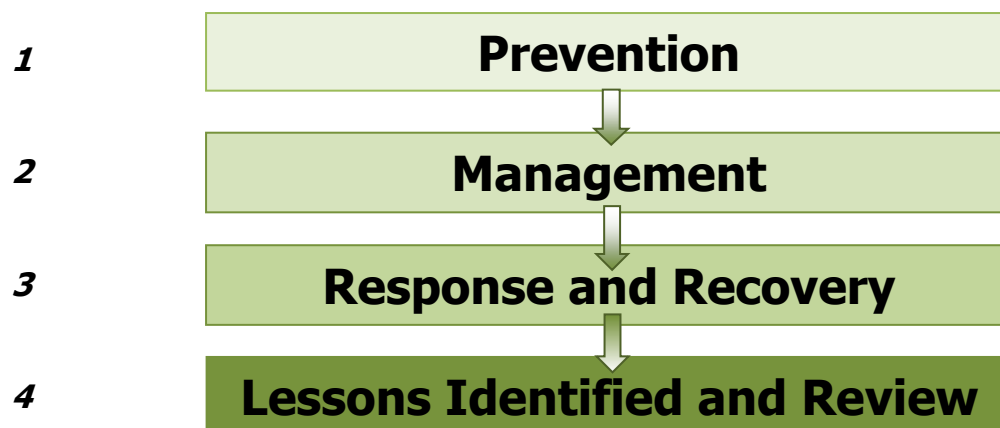 1
Prevention
2
Management
3
Response and Recovery
4
Lessons Identified and Review